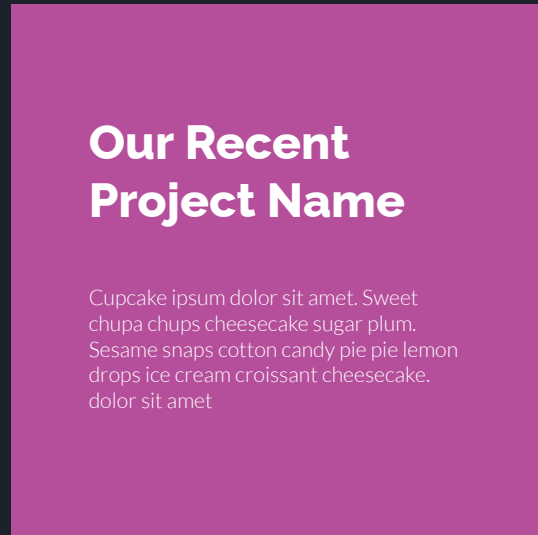 Our Recent
Project Name
Cupcake ipsum dolor sit amet. Sweet
chupa chups cheesecake sugar plum.
Sesame snaps cotton candy pie pie lemon
drops ice cream croissant cheesecake.
dolor sit amet